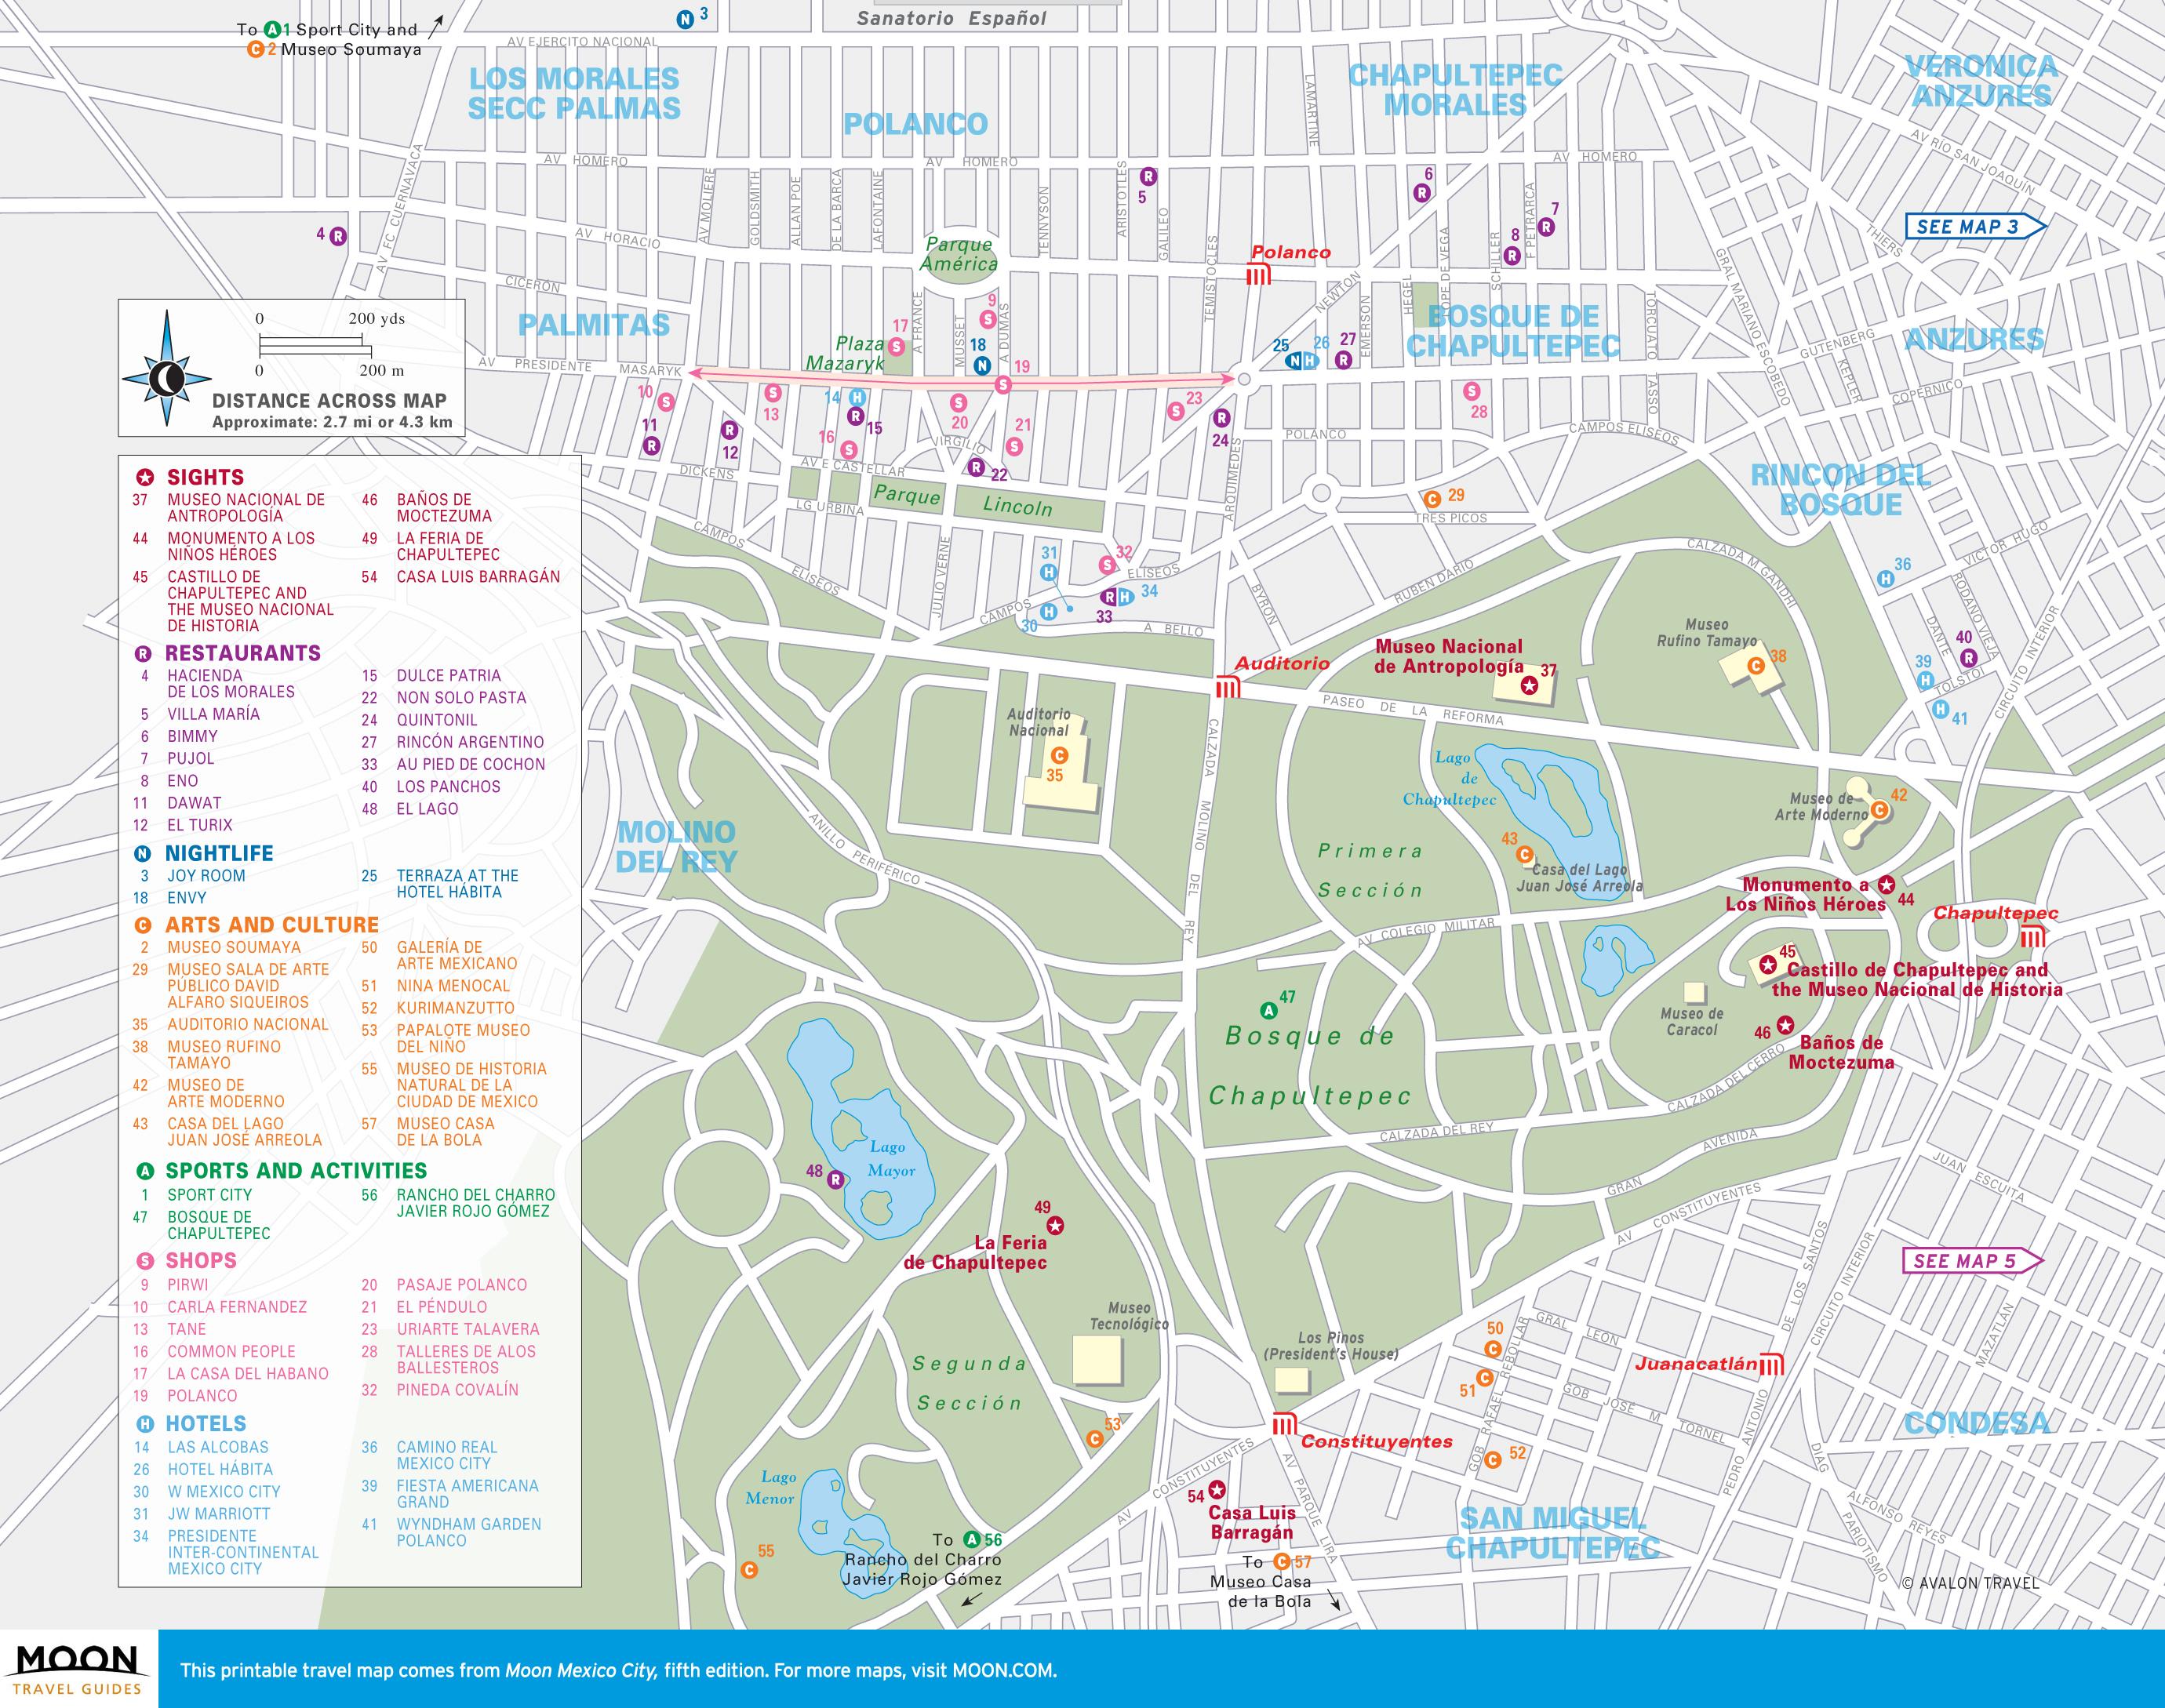 To A 1 Sport City and
C 2 Museo Soumaya
N 3
Sanatorio Español
AV EJERCITO NACIONAL
LOS MORALES
SECC PALMAS
POLANCO
CHAPULTEPEC
MORALES
VERONICA
ANZURES
LAMARTINE
AV RIO SAN JOAQUIN
AV HOMERO
AV HOMERO
AV HOMERO
AV FC CUERNAVACA
AV MOLIERE
GOLDSMITH
ALLAN POE
DE LA BARCA
LAFONTAINE
TENNYSON
ARISTOTLES
GALILEO
TEMISTOCLES
R
5
6
R
7
R
8
R
F PETRARCA
SCHILLER
LOPE DE VEGA
HEGEL
SEE MAP 3
THIERS
4 R
AV HORACIO
Parque
América
Polanco
NEWTON
EMERSON
GRAL MARIANO ESCOBEDO
TORCUATO TASSO
CICERÓN
PALMITAS
BOSQUE DE
CHAPULTEPEC
ANZURES
GUTENBERG
KEPLER
COPERNICO
0 200 yds
0 200 m
DISTANCE ACROSS MAP
Approximate: 2.7 mi or 4.3 km
Plaza
Mazaryk
17
S
A FRANCE
MUSSET
A DUMAS
9
S
18
N
19
S
25
N H
26
27
R
AV PRESIDENTE MASARYK
10 S
11
R
R
12
S
13
14 H
R
15
16 S
S
20
21
S
S 23
R
24
S
28
VIRGILIO
R 22
POLANCO
CAMPOS ELISEOS
ARQUIMEDES
DICKENS
AV E CASTELLAR
Parque Lincoln
LG URBINA
C 29
TRES PICOS
RINCON DEL
BOSQUE
CAMPOS
ELISEOS
JULIO VERNE
31
H
S 32
ELISEOS
R H 34
33
CAMPOS
H
30
A BELLO
BYRON
RUBEN DARIO
CALZADA M GANDHI
VICTOR HUGO
H 36
RODANO
VIEJA
DANTE
40
R
39
H
TOLSTOI
H
41
CIRCUITO INTERIOR
Auditorio
Museo Nacional
de Antropología 37
Museo
Rufino Tamayo C 38
PASEO DE LA REFORMA
Auditorio
Nacional
C
35
CALZADA MOLINO DEL REY
Lago
de
Chapultepec
43
C
Casa del Lago
Juan José Arreola
Museo de
Arte Moderno C 42
MOLINO
DEL REY
ANILLO PERIFÉRICO
Primera
Sección
AV COLEGIO MILITAR
Monumento a
Los Niños Héroes 44
Chapultepec
45
Castillo de Chapultepec and
the Museo Nacional de Historia
Museo de
Caracol
46
Baños de
Moctezuma
A 47
Bosque de
Chapultepec
CALZADA DEL CERRO
CALZADA DEL REY
GRAN AVENIDA
AV CONSTITUYENTES
JUAN ESCUITA
Lago
Mayor
48 R
49
La Feria
de Chapultepec
SEE MAP 5
DE LOS SANTOS
CIRCUITO INTERIOR
MAZATLÁN
Museo
Tecnológico
Los Pinos
(President's House)
50
C
51 C
GRAL LEON
GOB RAFAEL REBOLLAR
GOB JOSÉ M TORNEL
Juanacatlán
Segunda
Sección
C 53
Constituyentes
C 52
PEDRO ANTONIO
CONDESA
Lago
Menor
AV CONSTITUYENTES
AV PARQUE LIRA
54
Casa Luis
Barragán
SAN MIGUEL
CHAPULTEPEC
DIAG PARIOTISMO
ALFONSO REYES
55
C
To A 56
Rancho del Charro
Javier Rojo Gómez
To C 57
Museo Casa
de la Bola
© AVALON TRAVEL
SIGHTS
37 MUSEO NACIONAL DE
ANTROPOLOGÍA
44 MONUMENTO A LOS
NIÑOS HÉROES
45 CASTILLO DE
CHAPULTEPEC AND
THE MUSEO NACIONAL
DE HISTORIA
46 BAÑOS DE
MOCTEZUMA
49 LA FERIA DE
CHAPULTEPEC
54 CASA LUIS BARRAGÁN
R RESTAURANTS
4 HACIENDA
DE LOS MORALES
5 VILLA MARÍA
6 BIMMY
7 PUJOL
8 ENO
11 DAWAT
12 EL TURIX
15 DULCE PATRIA
22 NON SOLO PASTA
24 QUINTONIL
27 RINCÓN ARGENTINO
33 AU PIED DE COCHON
40 LOS PANCHOS
48 EL LAGO
N NIGHTLIFE
3 JOY ROOM
18 ENVY
25 TERRAZA AT THE
HOTEL HÁBITA
C ARTS AND CULTURE
2 MUSEO SOUMAYA
29 MUSEO SALA DE ARTE
PÚBLICO DAVID
ALFARO SIQUEIROS
35 AUDITORIO NACIONAL
38 MUSEO RUFINO
TAMAYO
42 MUSEO DE
ARTE MODERNO
43 CASA DEL LAGO
JUAN JOSÉ ARREOLA
50 GALERÍA DE
ARTE MEXICANO
51 NINA MENOCAL
52 KURIMANZUTTO
53 PAPALOTE MUSEO
DEL NIÑO
55 MUSEO DE HISTORIA
NATURAL DE LA
CIUDAD DE MEXICO
57 MUSEO CASA
DE LA BOLA
A SPORTS AND ACTIVITIES
1 SPORT CITY
47 BOSQUE DE
CHAPULTEPEC
56 RANCHO DEL CHARRO
JAVIER ROJO GÓMEZ
S SHOPS
9 PIRWI
10 CARLA FERNANDEZ
13 TANE
16 COMMON PEOPLE
17 LA CASA DEL HABANO
19 POLANCO
20 PASAJE POLANCO
21 EL PÉNDULO
23 URIARTE TALAVERA
28 TALLERES DE ALOS
BALLESTEROS
32 PINEDA COVALÍN
H HOTELS
14 LAS ALCOBAS
26 HOTEL HÁBITA
30 W MEXICO CITY
31 JW MARRIOTT
34 PRESIDENTE
INTER-CONTINENTAL
MEXICO CITY
36 CAMINO REAL
MEXICO CITY
39 FIESTA AMERICANA
GRAND
41 WYNDHAM GARDEN
POLANCO
MOON
TRAVEL GUIDES
This printable travel map comes from Moon Mexico City, fifth edition. For more maps, visit MOON.COM.